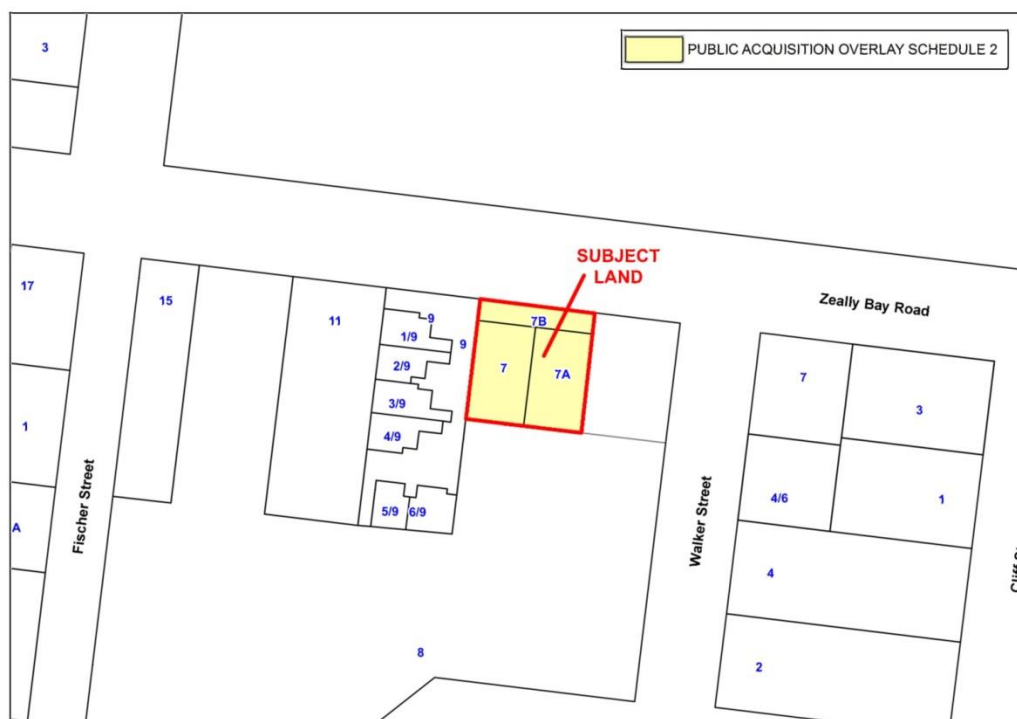 3
PUBLIC ACQUISITION OVERLAY SCHEDULE 2
SUBJECT
LAND
17
15
11
9
1/9
9
2/9
3/9
4/9
5/9
6/9
7B
7
7A
Zeally Bay Road
7
3
4/6
1
1
A
Fischer Street
Walker Street
4
8
2